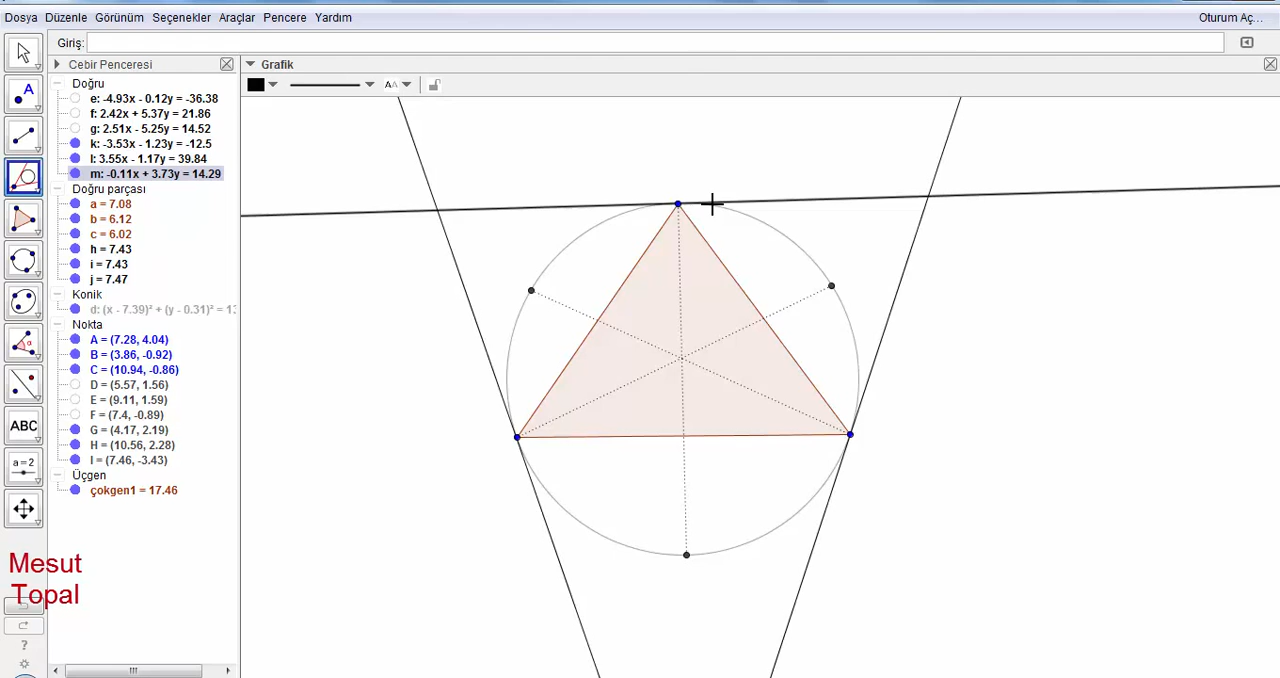 Dosya Düzenle Görünüm Seçenekler Araçlar Pencere Yardım Oturum Aç...
Giriş:
Cebir Penceresi Grafik
Doğru
e: -4.93x - 0.12y = -36.38
f: 2.42x + 5.37y = 21.86
g: 2.51x - 5.25y = 14.52
k: -3.53x - 1.23y = -12.5
l: 3.55x - 1.17y = 39.84
m: -0.11x + 3.73y = 14.29
Doğru parçası
a = 7.08
b = 6.12
c = 6.02
h = 7.43
i = 7.43
j = 7.47
Konik
d: (x - 7.39)² + (y - 0.31)² = 13
Nokta
A = (7.28, 4.04)
B = (3.86, -0.92)
C = (10.94, -0.86)
D = (5.57, 1.56)
E = (9.11, 1.59)
F = (7.4, -0.89)
G = (4.17, 2.19)
H = (10.56, 2.28)
I = (7.46, -3.43)
Üçgen
çokgen1 = 17.46
A
α
ABC
a = 2
AA
Mesut
Topal
?